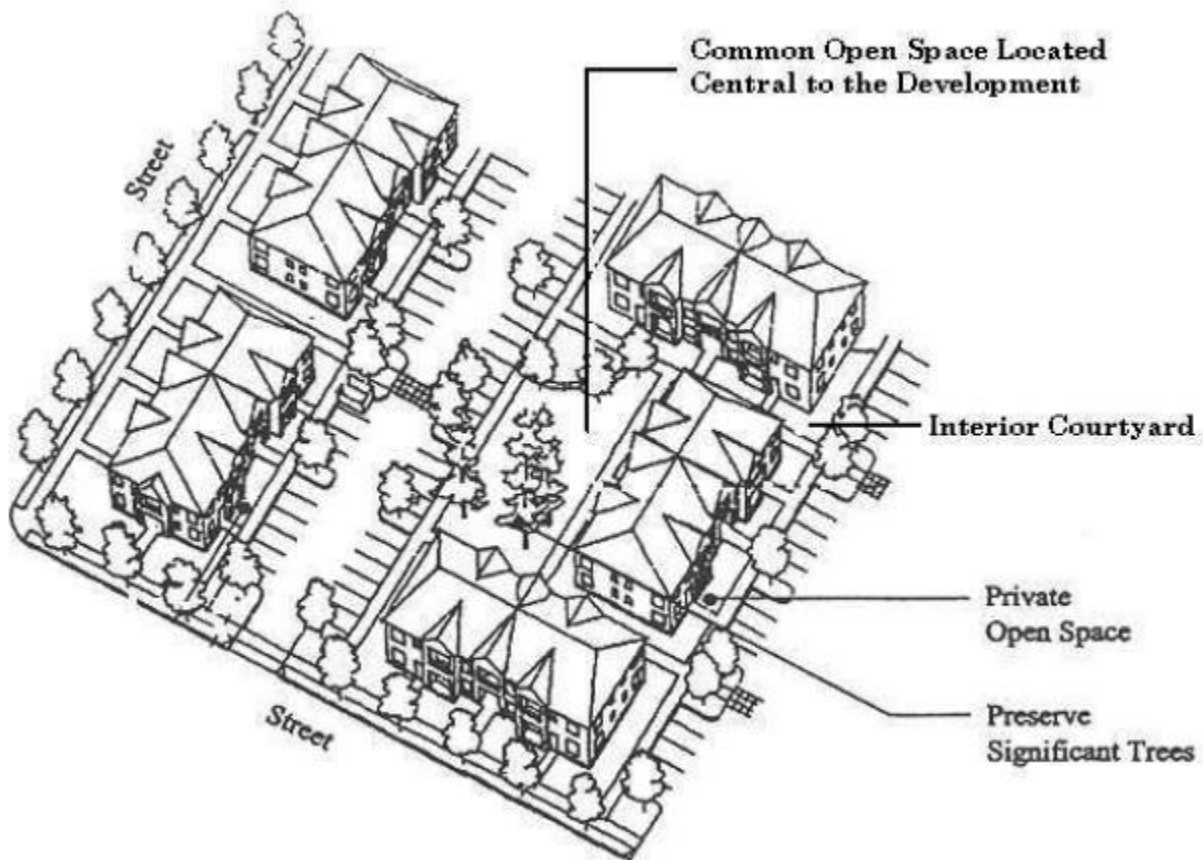 Common Open Space Located
Central to the Development
Street
Interior Courtyard
Private
Open Space
Preserve
Significant Trees
Street